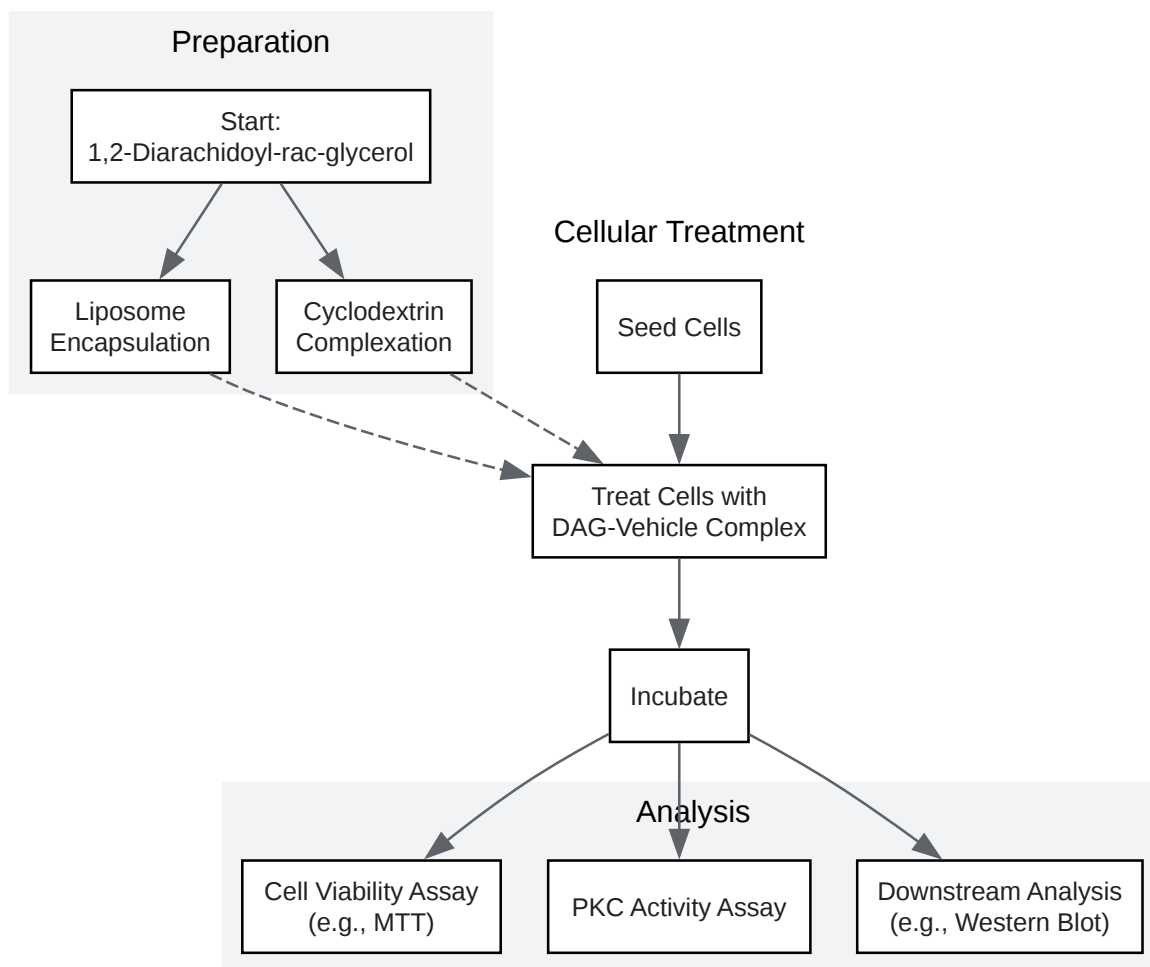 Preparation
Start:
1,2-Diarachidoyl-rac-glycerol
Cellular Treatment
Liposome
Encapsulation
Cyclodextrin
Complexation
Seed Cells
Treat Cells with
DAG-Vehicle Complex
Incubate
Analysis
Cell Viability Assay
(e.g., MTT)
PKC Activity Assay
Downstream Analysis
(e.g., Western Blot)